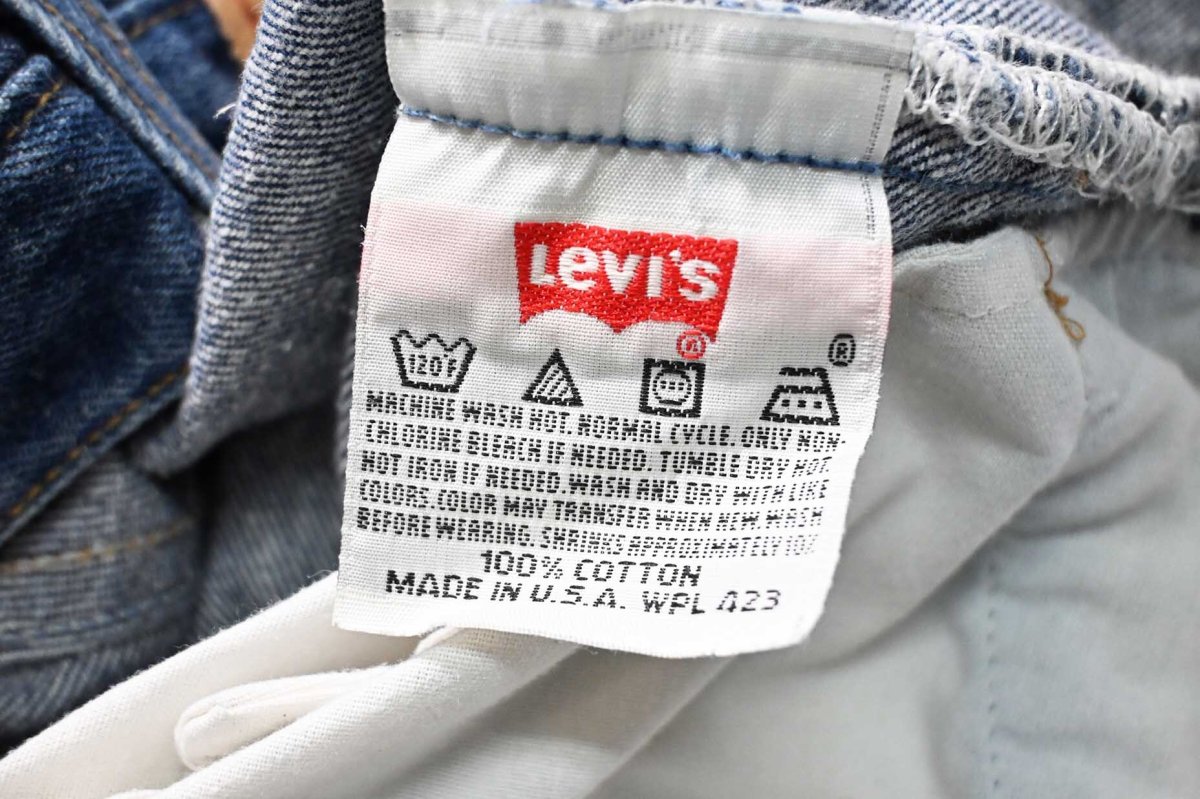 Levi's
®
®
120F
MACHINE WASH HOT. NORMAL CYCLE. ONLY NON-
CHLORINE BLEACH IF NEEDED. TUMBLE DRY HOT.
HOT IRON IF NEEDED. WASH AND DRY WITH LIKE
COLORS. COLOR MAY TRANSFER WHEN NEW. WASH
BEFORE WEARING. SHRINKS APPROXIMATELY 10%
100% COTTON
MADE IN U.S.A. WPL 423